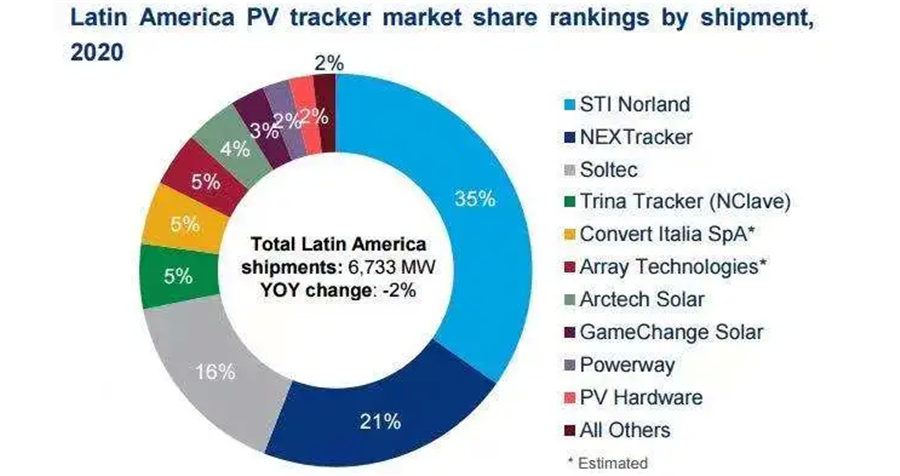 Latin America PV tracker market share rankings by shipment,
2020
2%
2%
2%
3%
4%
5%
5%
5%
16%
21%
35%
Total Latin America
shipments: 6,733 MW
YOY change: -2%
STI Norland
NEXTracker
Soltec
Trina Tracker (NClave)
Convert Italia SpA*
Array Technologies*
Arctech Solar
GameChange Solar
Powerway
PV Hardware
All Others
* Estimated